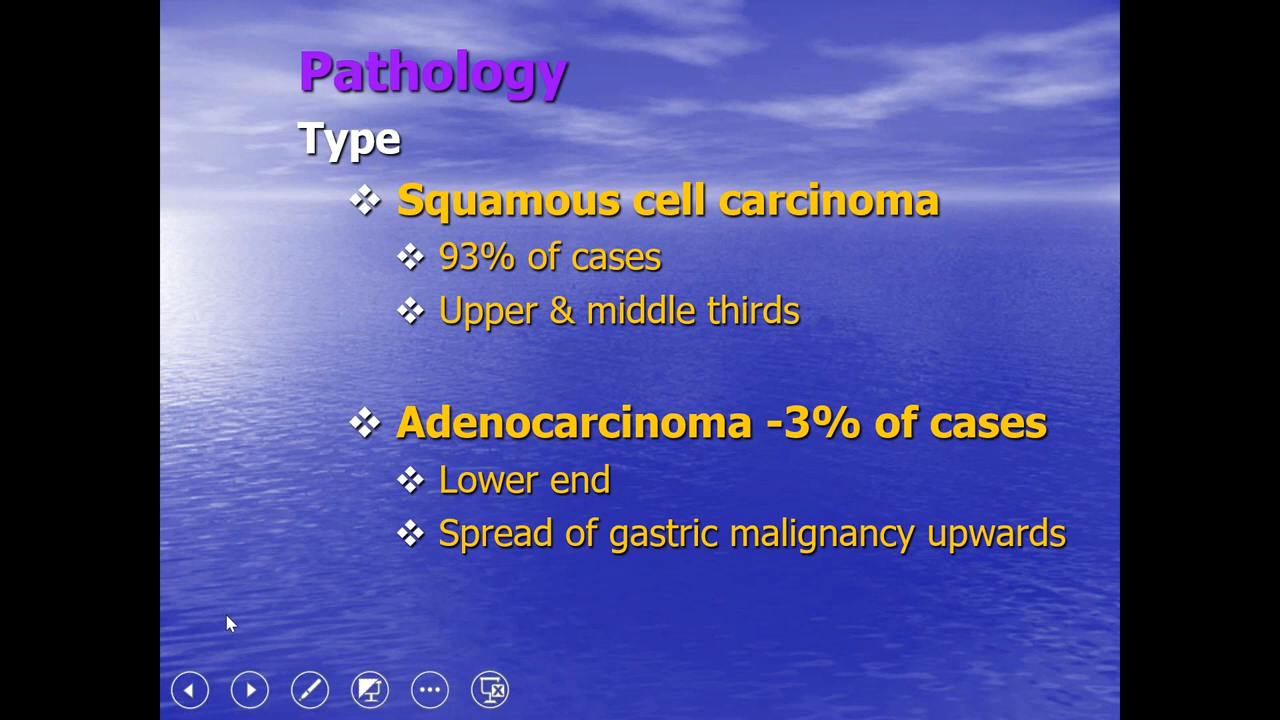 Pathology
Type
Squamous cell carcinoma
93% of cases
Upper & middle thirds
Adenocarcinoma -3% of cases
Lower end
Spread of gastric malignancy upwards